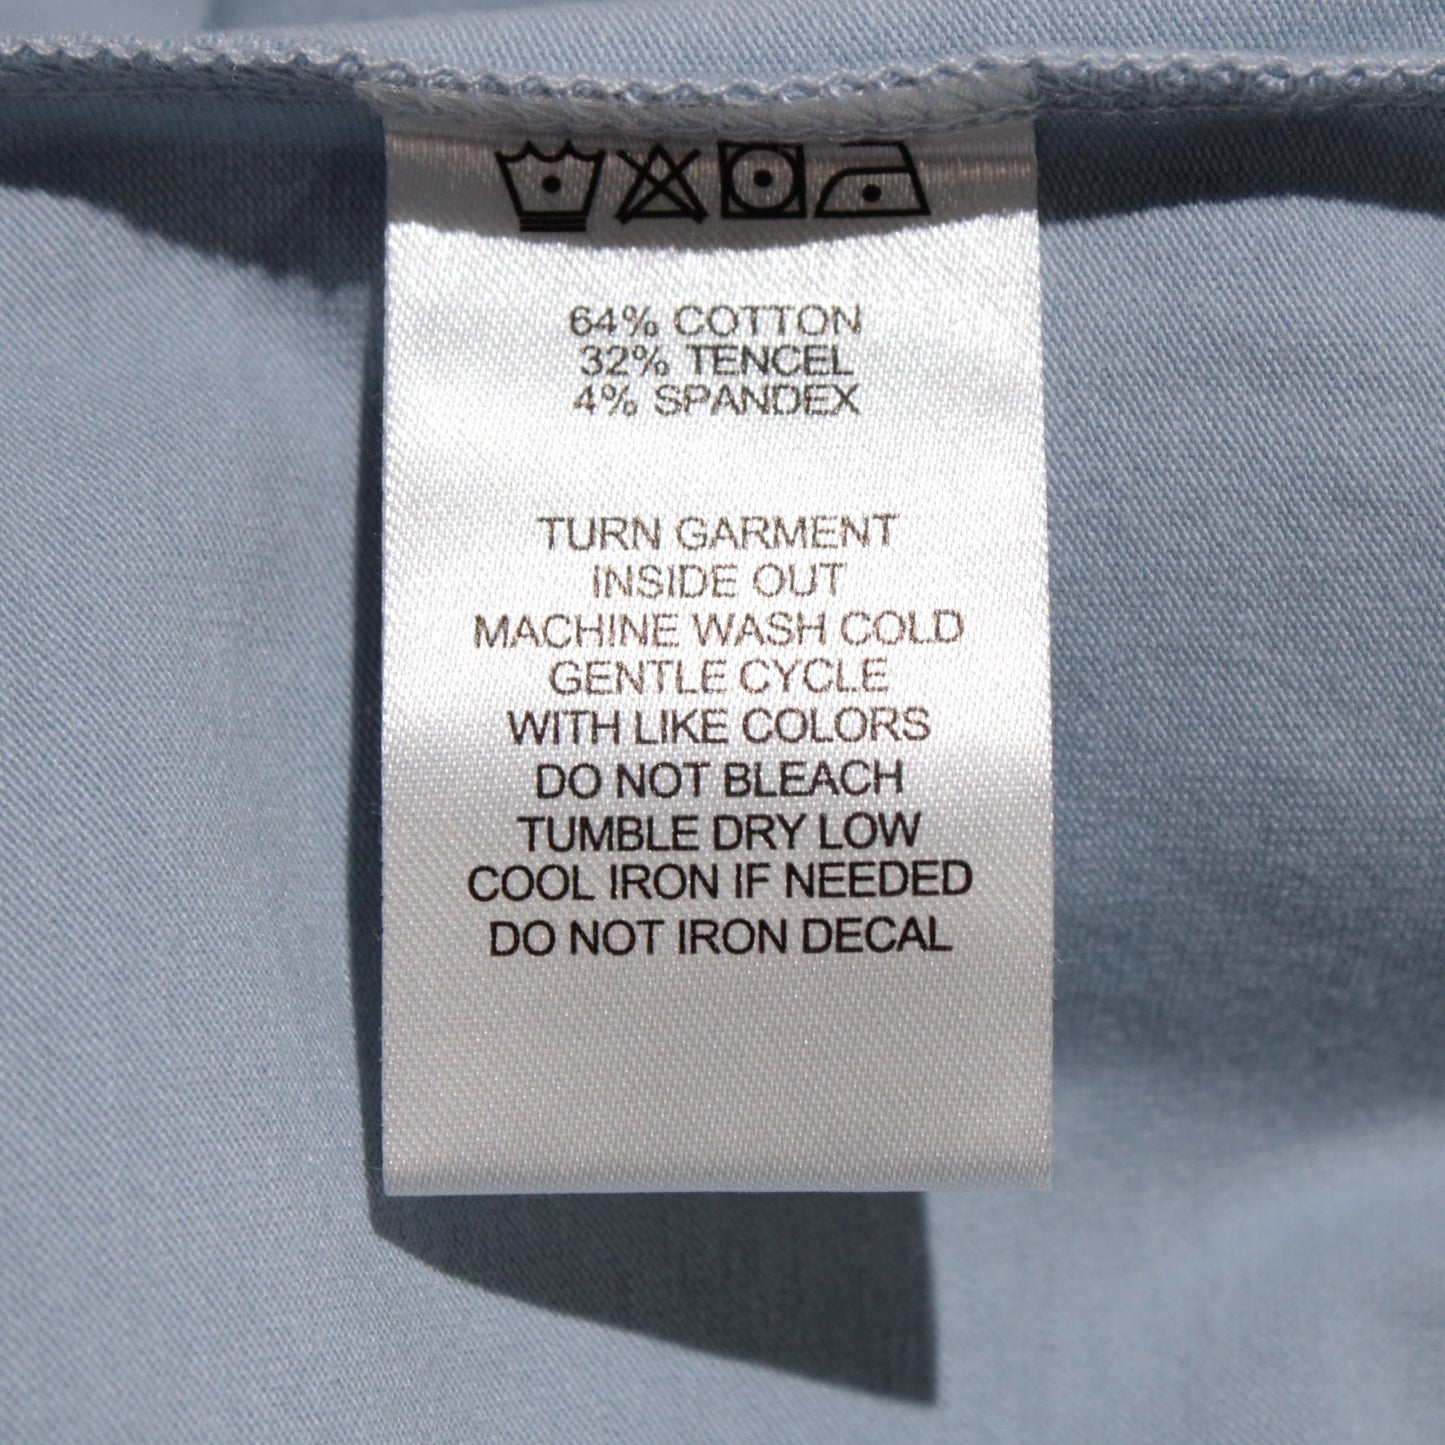 64% COTTON
32% TENCEL
4% SPANDEX
TURN GARMENT
INSIDE OUT
MACHINE WASH COLD
GENTLE CYCLE
WITH LIKE COLORS
DO NOT BLEACH
TUMBLE DRY LOW
COOL IRON IF NEEDED
DO NOT IRON DECAL